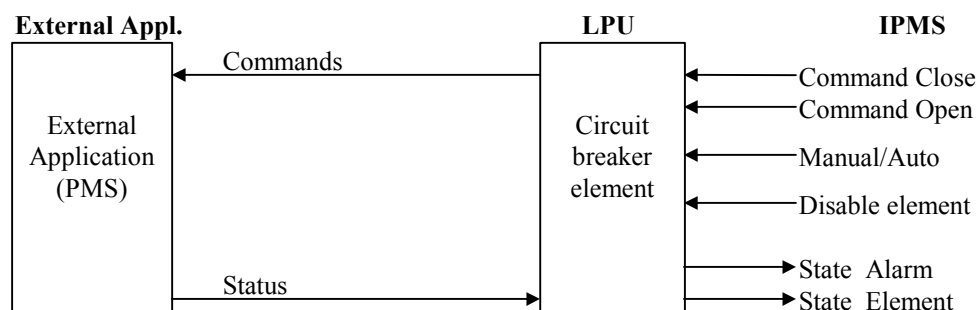 External Appl.
LPU
IPMS
Commands
Command Close
Command Open
External
Application
(PMS)
Circuit
breaker
element
Manual/Auto
Disable element
State Alarm
Status
State Element